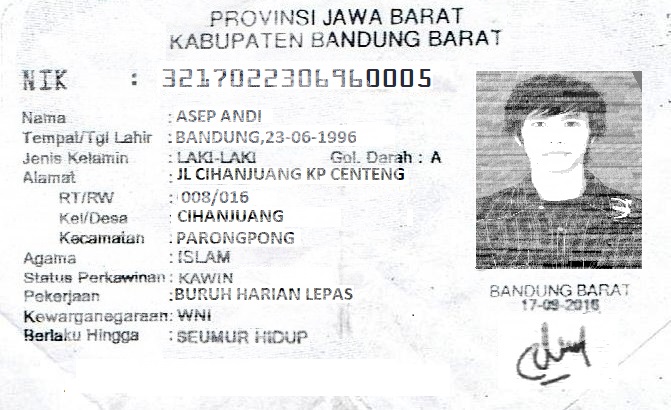 PROVINSI JAWA BARAT
KABUPATEN BANDUNG BARAT
NIK : 3217022306960005
Nama : ASEP ANDI
Tempat/Tgl Lahir : BANDUNG,23-06-1996
Jenis Kelamin : LAKI-LAKI Gol. Darah : A
Alamat : JL CIHANJUANG KP CENTENG
RT/RW : 008/016
Kel/Desa : CIHANJUANG
Kecamatan : PARONGPONG
Agama : ISLAM
Status Perkawinan: KAWIN
Pekerjaan : BURUH HARIAN LEPAS
Kewarganegaraan: WNI
Berlaku Hingga : SEUMUR HIDUP
BANDUNG BARAT
17-09-2016